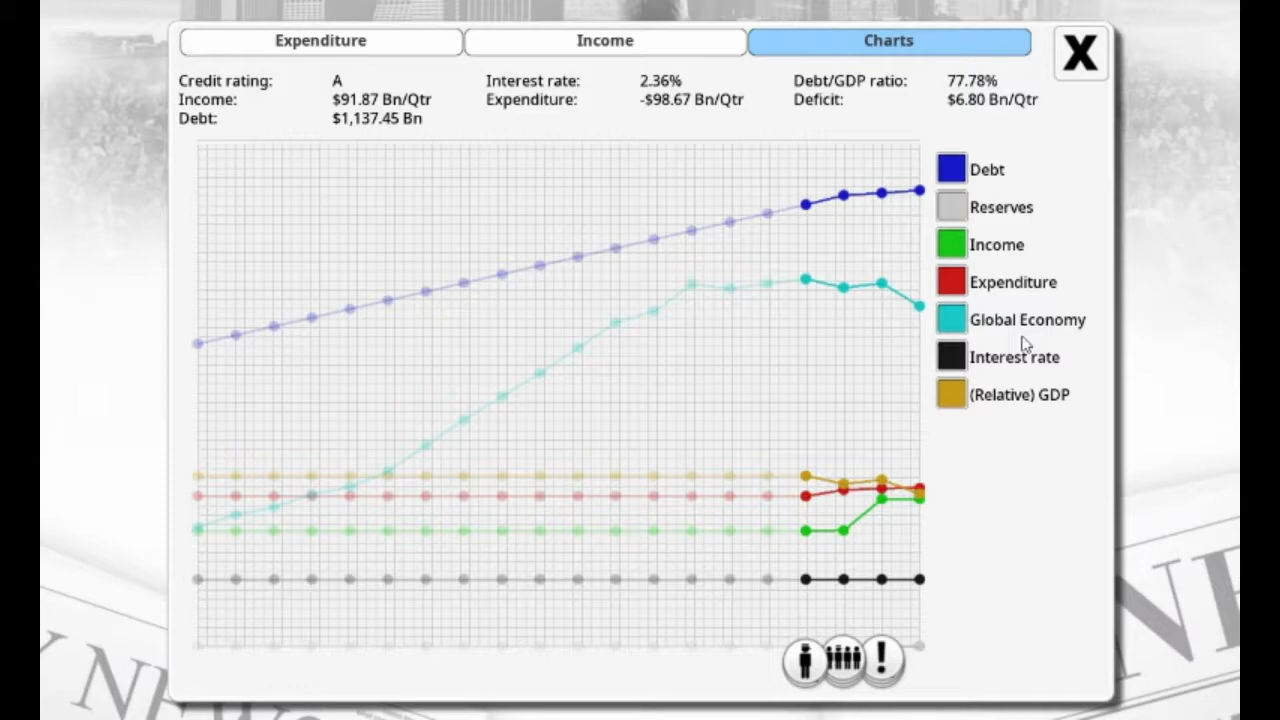 Expenditure Income Charts X
Credit rating: A Interest rate: 2.36% Debt/GDP ratio: 77.78%
Income: $91.87 Bn/Qtr Expenditure: -$98.67 Bn/Qtr Deficit: $6.80 Bn/Qtr
Debt: $1,137.45 Bn
Debt
Reserves
Income
Expenditure
Global Economy
Interest rate
(Relative) GDP
!